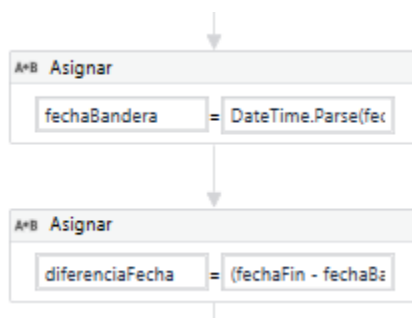 A+B Asignar
fechaBandera = DateTime.Parse(fec
A+B Asignar
diferenciaFecha = (fechaFin - fechaBa